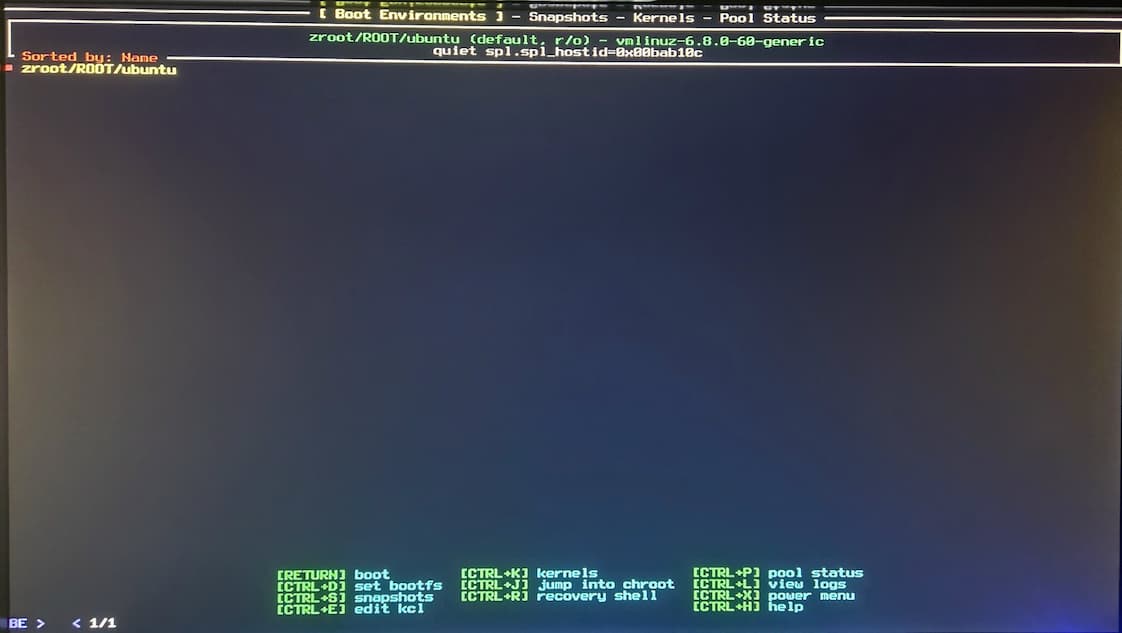 [ Boot Environments ] - Snapshots - Kernels - Pool Status
zroot/ROOT/ubuntu (default, r/o) - vmlinuz-6.8.0-60-generic
quiet spl.spl_hostid=0x00bab10c
Sorted by: Name
zroot/ROOT/ubuntu
[RETURN] boot [CTRL+K] kernels [CTRL+P] pool status
[CTRL+D] set bootfs [CTRL+J] jump into chroot [CTRL+L] view logs
[CTRL+S] snapshots [CTRL+R] recovery shell [CTRL+X] power menu
[CTRL+E] edit kcl [CTRL+H] help
BE > < 1/1